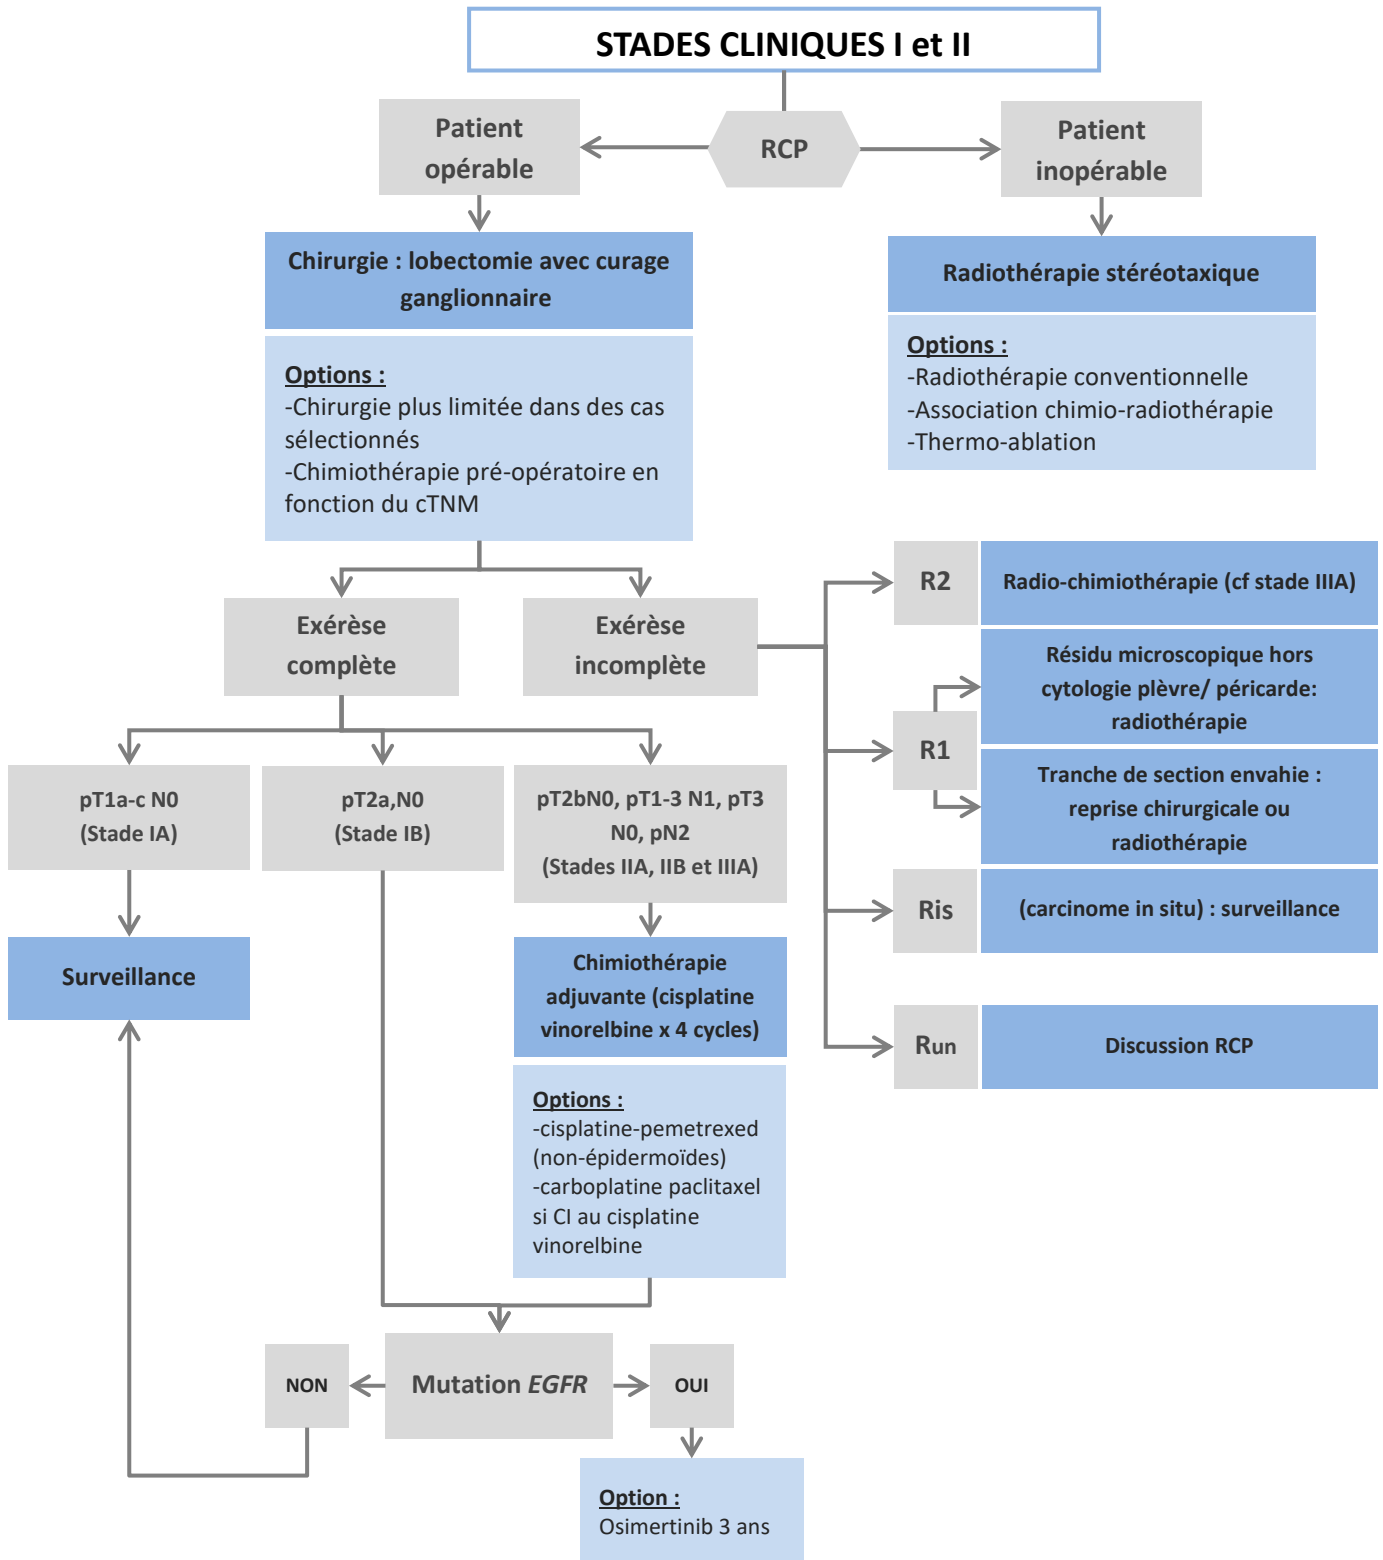 STADES CLINIQUES I et II
Patient
opérable
RCP
Patient
inopérable
Chirurgie : lobectomie avec curage
ganglionnaire
Options :
-Chirurgie plus limitée dans des cas
sélectionnés
-Chimiothérapie pré-opératoire en
fonction du cTNM
Radiothérapie stéréotaxique
Options :
-Radiothérapie conventionnelle
-Association chimio-radiothérapie
-Thermo-ablation
Exérèse
complète
Exérèse
incomplète
R2
Radio-chimiothérapie (cf stade IIIA)
R1
Résidu microscopique hors
cytologie plèvre/ péricarde:
radiothérapie
Tranche de section envahie :
reprise chirurgicale ou
radiothérapie
Ris
(carcinome in situ) : surveillance
Run
Discussion RCP
pT1a-c N0
(Stade IA)
pT2a,N0
(Stade IB)
pT2bN0, pT1-3 N1, pT3
N0, pN2
(Stades IIA, IIB et IIIA)
Surveillance
Chimiothérapie
adjuvante (cisplatine
vinorelbine x 4 cycles)
Options :
-cisplatine-pemetrexed
(non-épidermoïdes)
-carboplatine paclitaxel
si CI au cisplatine
vinorelbine
NON
Mutation EGFR
OUI
Option :
Osimertinib 3 ans